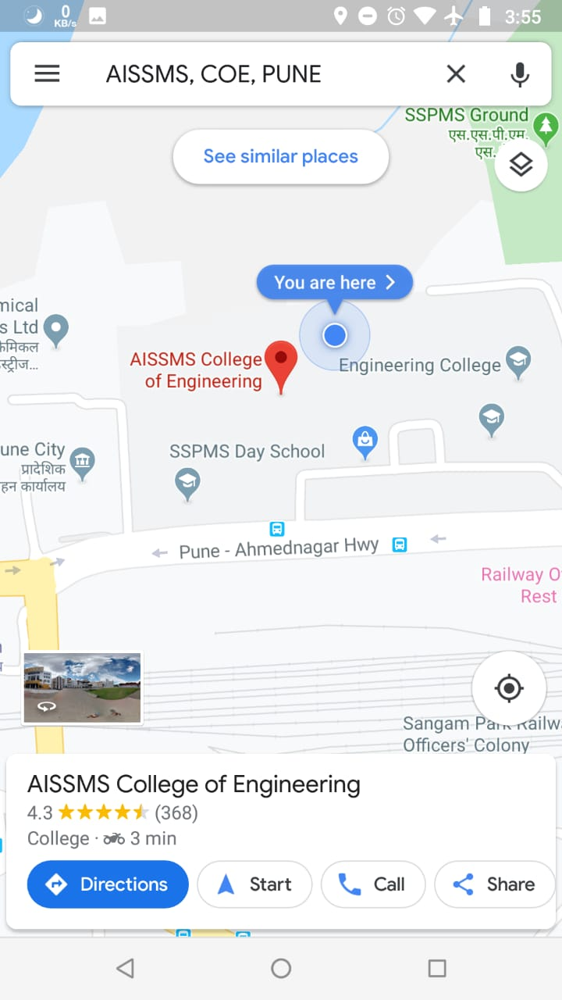 0
KB/s
3:55
AISSMS, COE, PUNE
SSPMS Ground
एस.एस.पी.एम.
एस.
See similar places
You are here
mical
s Ltd
AISSMS College
of Engineering
Engineering College
une City
प्रादेशिक
हन कार्यालय
SSPMS Day School
Pune - Ahmednagar Hwy
Railway O
Rest
Sangam Park Railw
Officers' Colony
AISSMS College of Engineering
4.3 (368)
College · 3 min
Directions
Start
Call
Share